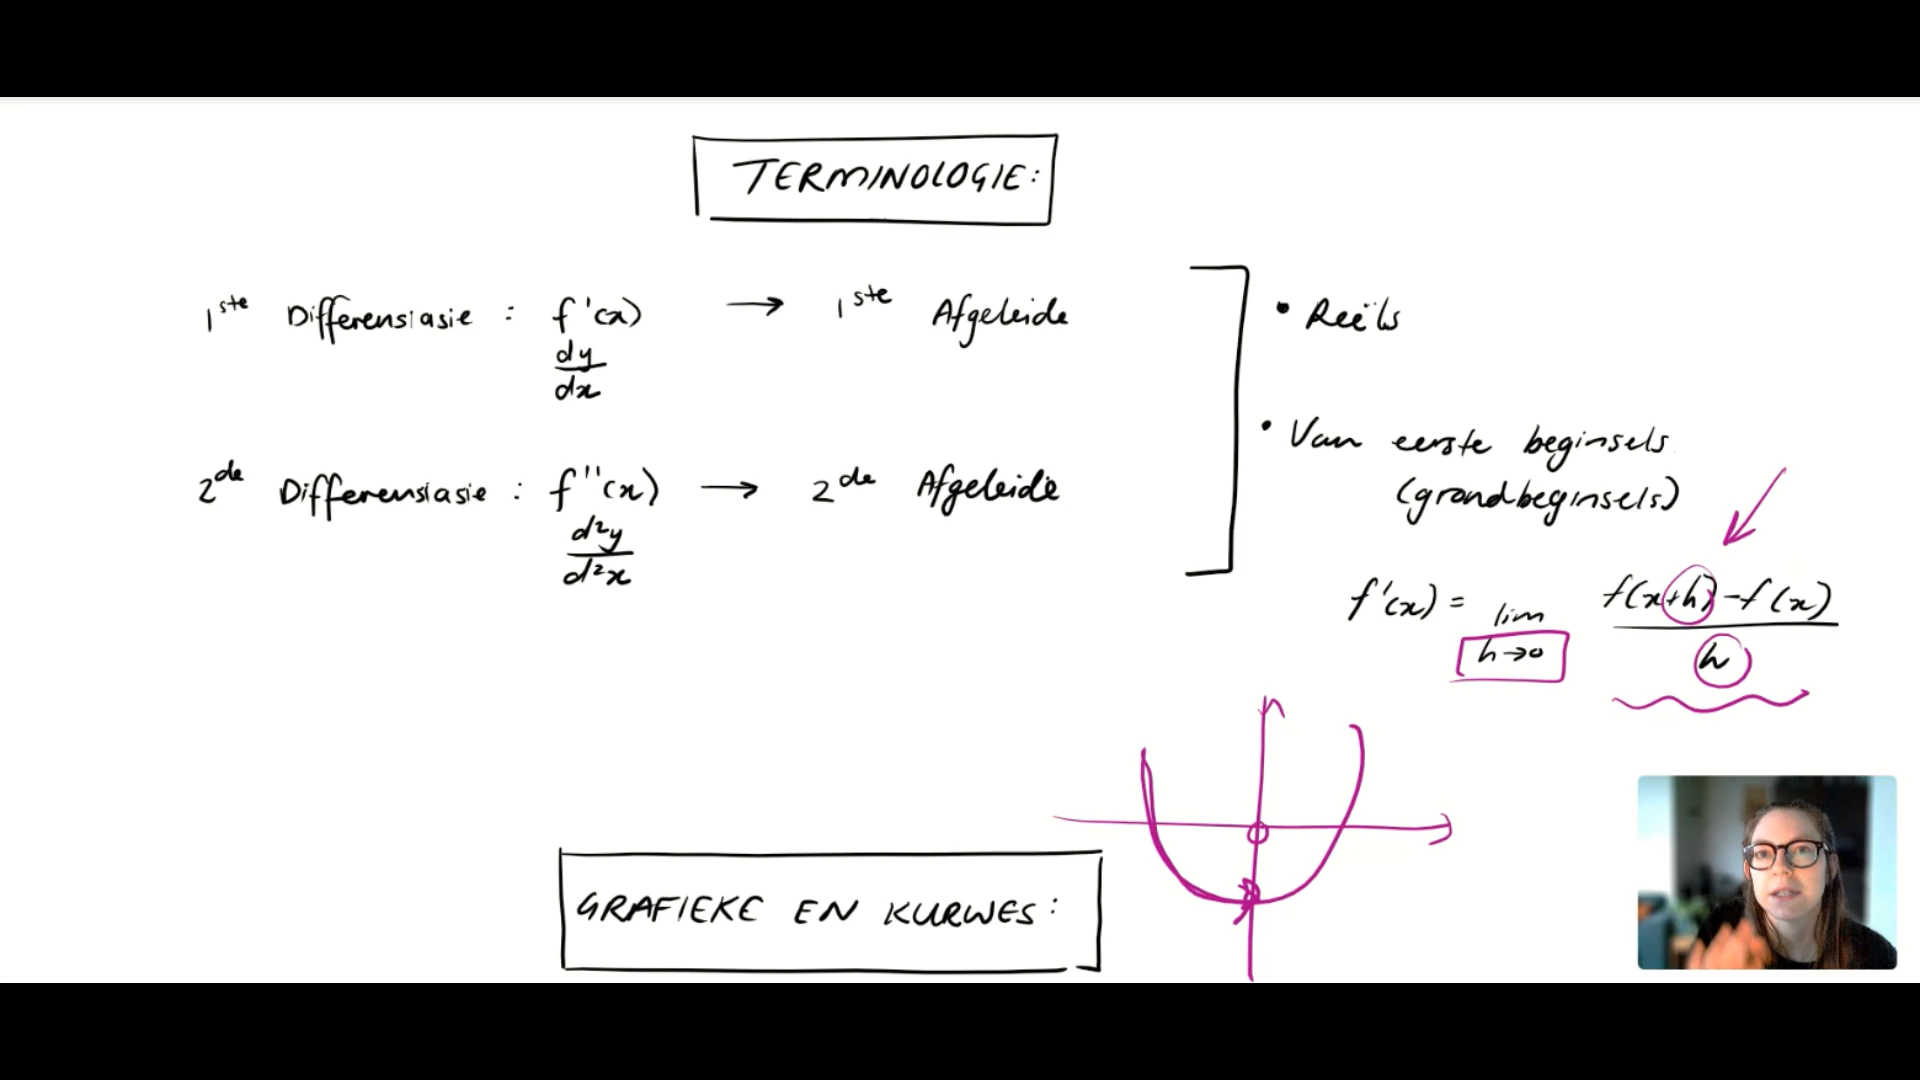 TERMINOLOGIE:
1ste Differensiasie : f'(x) → 1ste Afgeleide
dy
dx
2de Differensiasie : f''(x) → 2de Afgeleide
d²y
d²x
• Reëls
• Van eerste beginsels
(grondbeginsels)
f'(x) = lim f(x+h)-f(x)
h→0 h
GRAFIEKE EN KURWES: